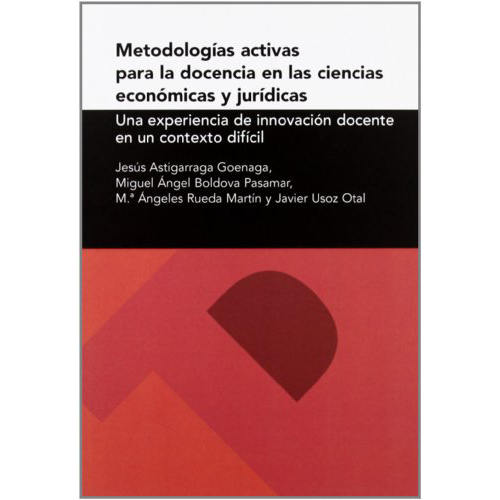 Metodologías activas
para la docencia en las ciencias
económicas y jurídicas
Una experiencia de innovación docente
en un contexto difícil
Jesús Astigarraga Goenaga,
Miguel Ángel Boldova Pasamar,
M.ª Ángeles Rueda Martín y Javier Usoz Otal